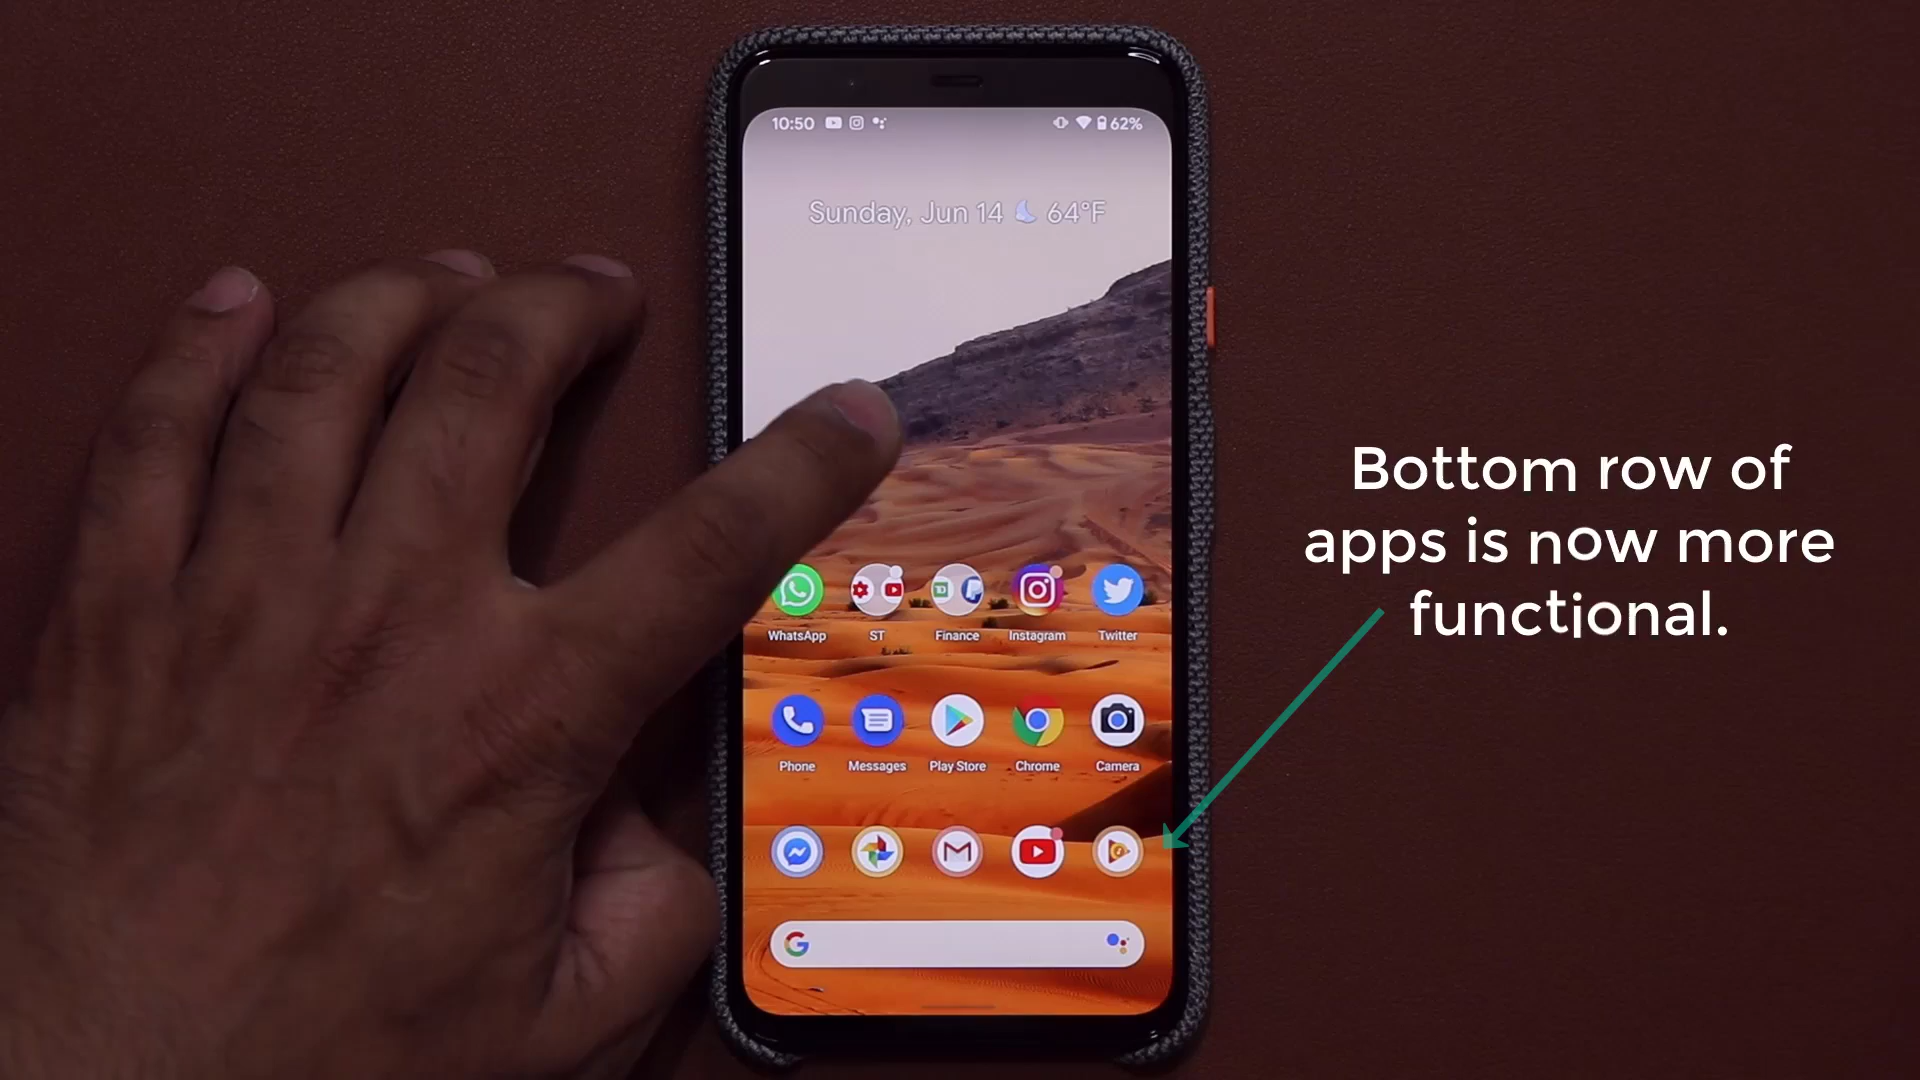 10:50 62%
Sunday, Jun 14 64°F
WhatsApp ST Finance Instagram Twitter
Phone Messages Play Store Chrome Camera
Bottom row of
apps is now more
functional.